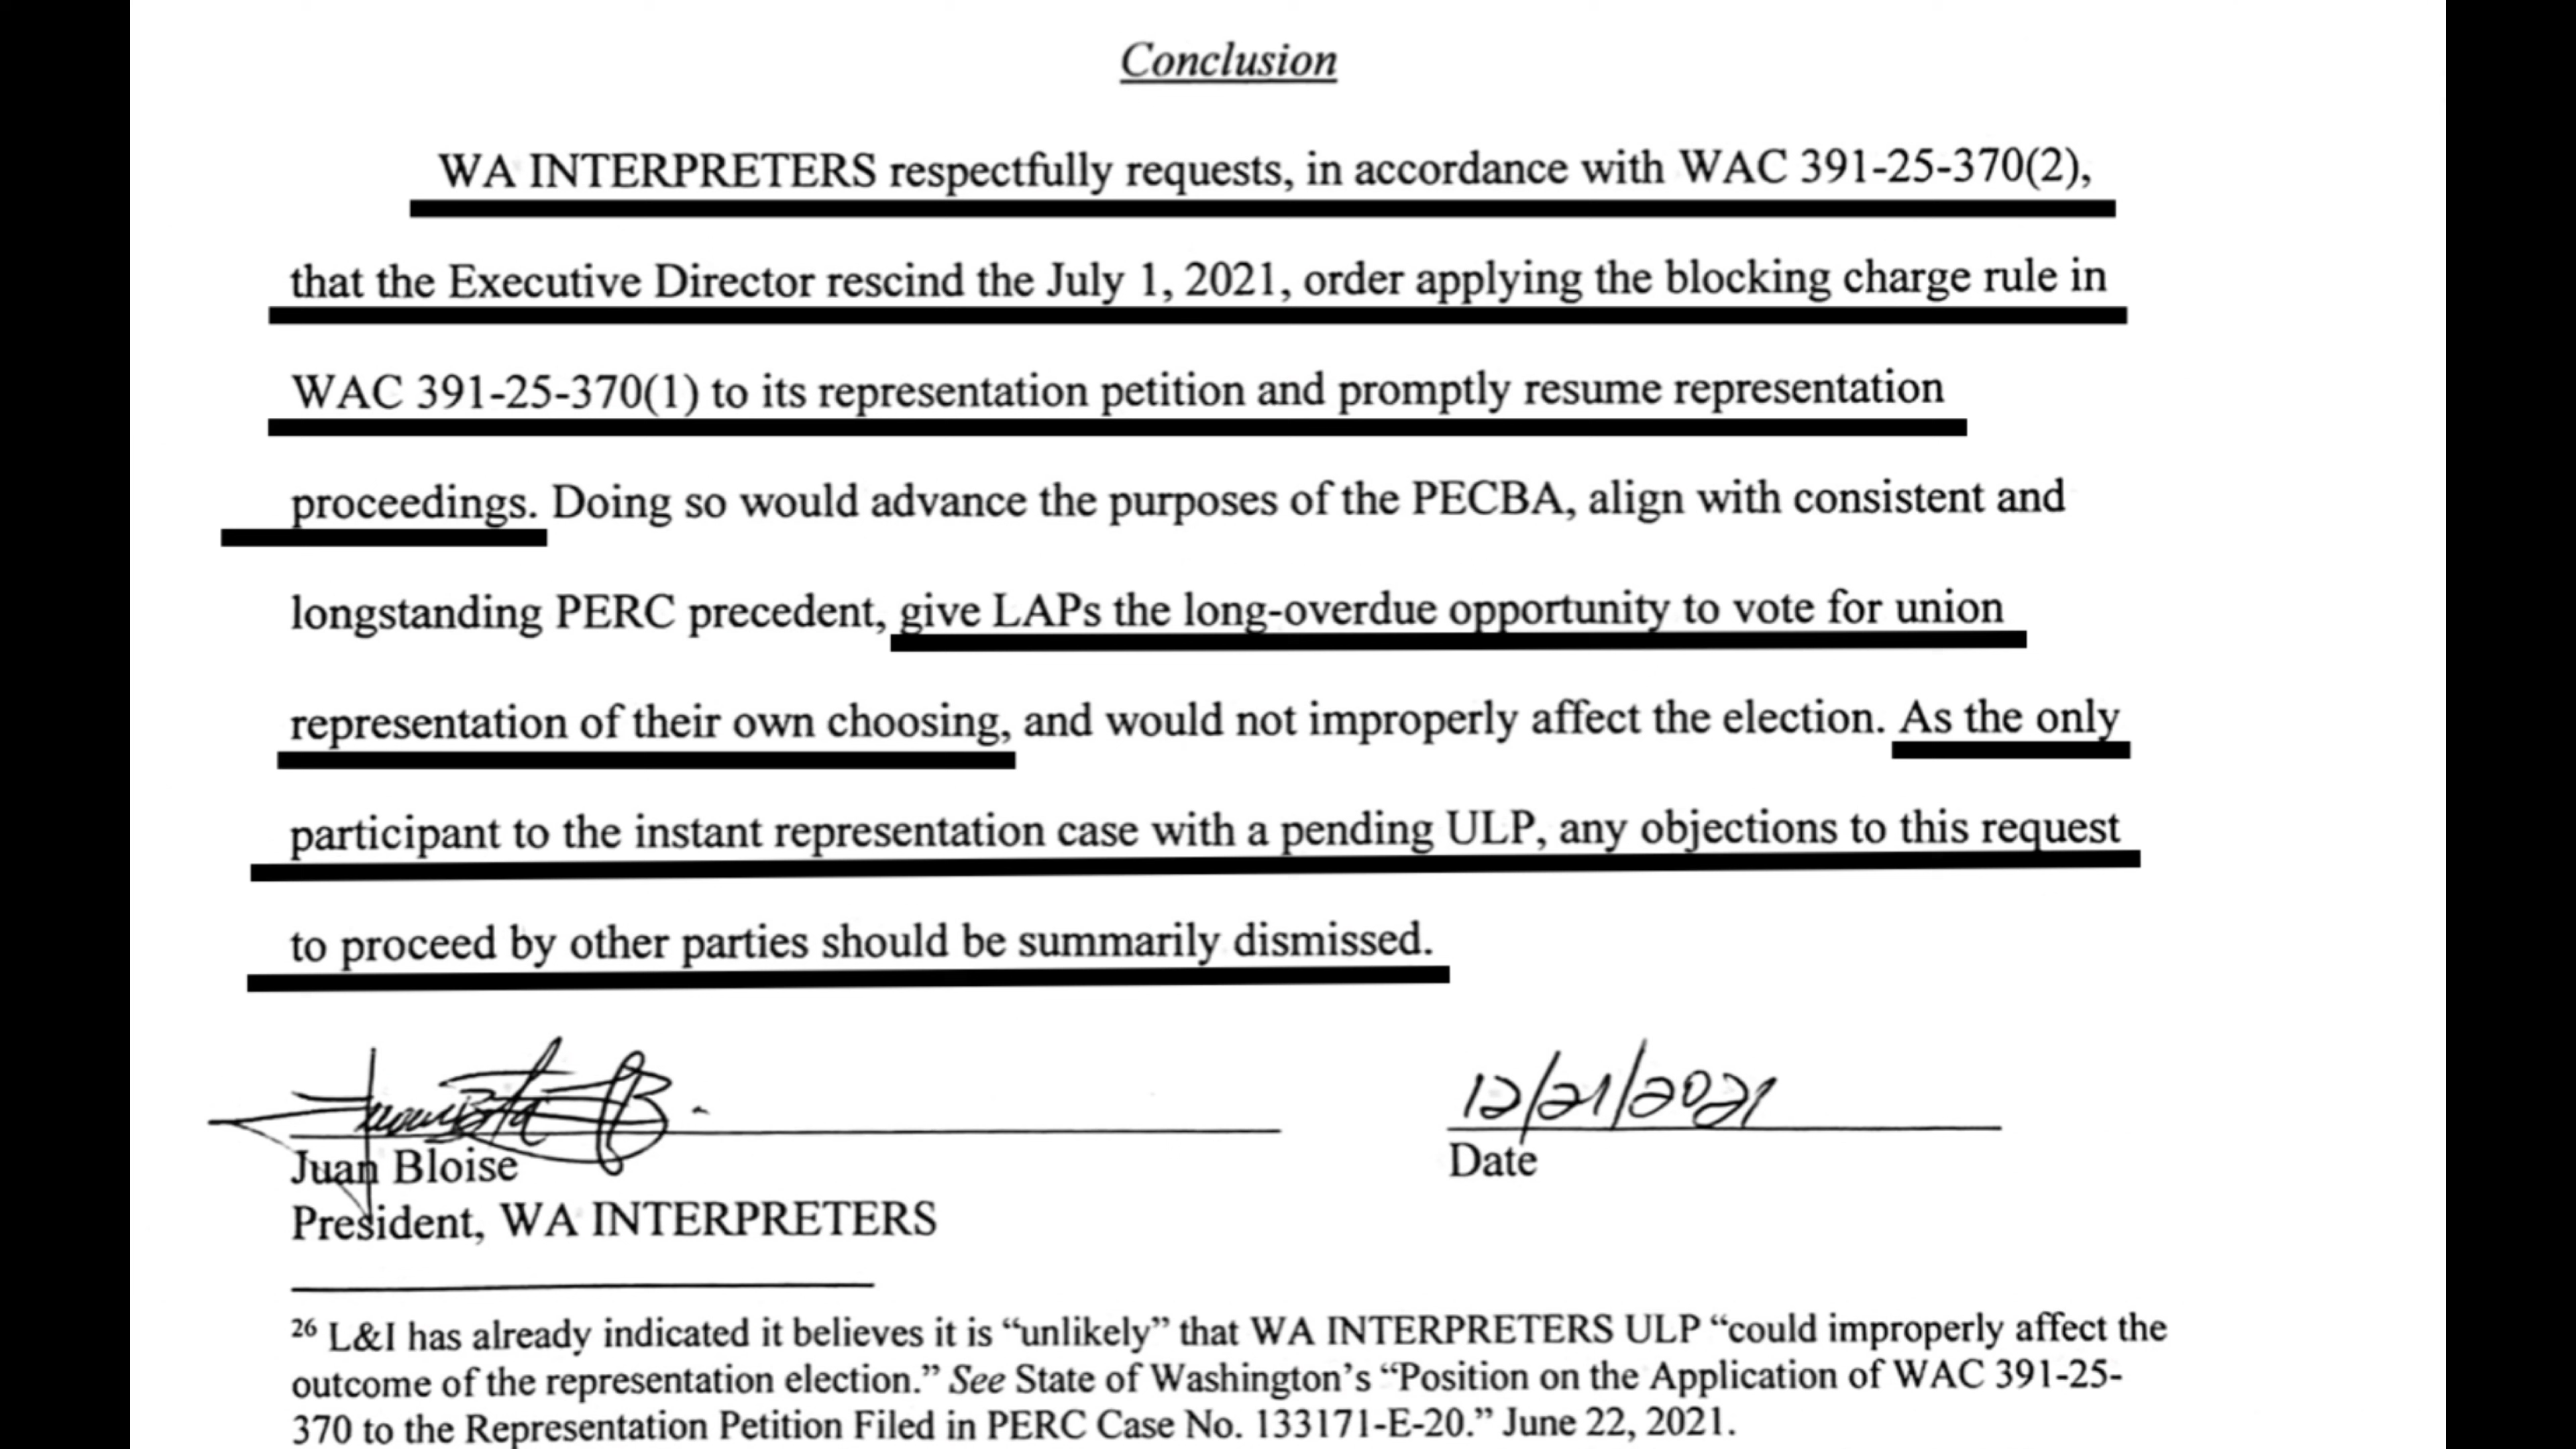 Conclusion
WA INTERPRETERS respectfully requests, in accordance with WAC 391-25-370(2),
that the Executive Director rescind the July 1, 2021, order applying the blocking charge rule in
WAC 391-25-370(1) to its representation petition and promptly resume representation
proceedings. Doing so would advance the purposes of the PECBA, align with consistent and
longstanding PERC precedent, give LAPs the long-overdue opportunity to vote for union
representation of their own choosing, and would not improperly affect the election. As the only
participant to the instant representation case with a pending ULP, any objections to this request
to proceed by other parties should be summarily dismissed.
12/21/2021
Juan Bloise
Date
President, WA INTERPRETERS
26 L&I has already indicated it believes it is “unlikely” that WA INTERPRETERS ULP “could improperly affect the
outcome of the representation election.” See State of Washington’s “Position on the Application of WAC 391-25-
370 to the Representation Petition Filed in PERC Case No. 133171-E-20.” June 22, 2021.